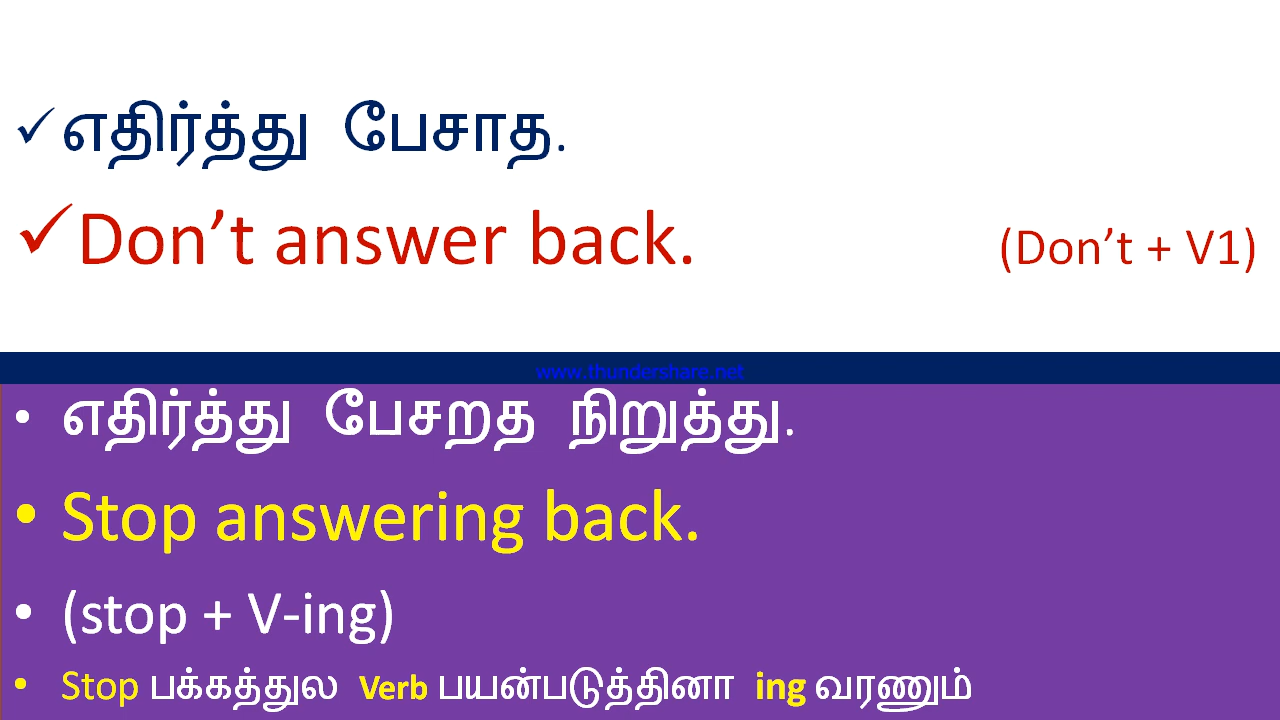 ✓ எதிர்த்து பேசாத.
✓ Don’t answer back. (Don’t + V1)
www.thundershare.net
• எதிர்த்து பேசறத நிறுத்து.
• Stop answering back.
• (stop + V-ing)
• Stop பக்கத்துல Verb பயன்படுத்தினா ing வரணும்